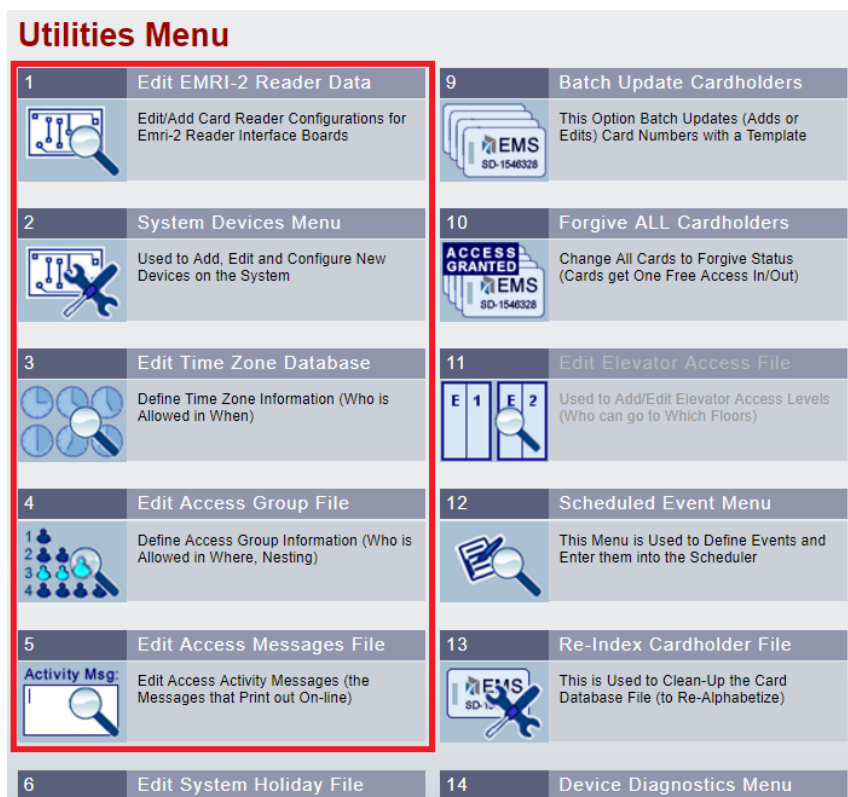 Utilities Menu
1 Edit EMRI-2 Reader Data
Edit/Add Card Reader Configurations for
Emri-2 Reader Interface Boards
2 System Devices Menu
Used to Add, Edit and Configure New
Devices on the System
3 Edit Time Zone Database
Define Time Zone Information (Who is
Allowed in When)
4 Edit Access Group File
1
2
3
4
Define Access Group Information (Who is
Allowed in Where, Nesting)
5 Edit Access Messages File
Activity Msg:
Edit Access Activity Messages (the
Messages that Print out On-line)
6 Edit System Holiday File
9 Batch Update Cardholders
EMS
SD-1546328
This Option Batch Updates (Adds or
Edits) Card Numbers with a Template
10 Forgive ALL Cardholders
ACCESS
GRANTED
EMS
SD-1546328
Change All Cards to Forgive Status
(Cards get One Free Access In/Out)
11 Edit Elevator Access File
E 1 E 2
Used to Add/Edit Elevator Access Levels
(Who can go to Which Floors)
12 Scheduled Event Menu
This Menu is Used to Define Events and
Enter them into the Scheduler
13 Re-Index Cardholder File
EMS
This is Used to Clean-Up the Card
Database File (to Re-Alphabetize)
14 Device Diagnostics Menu